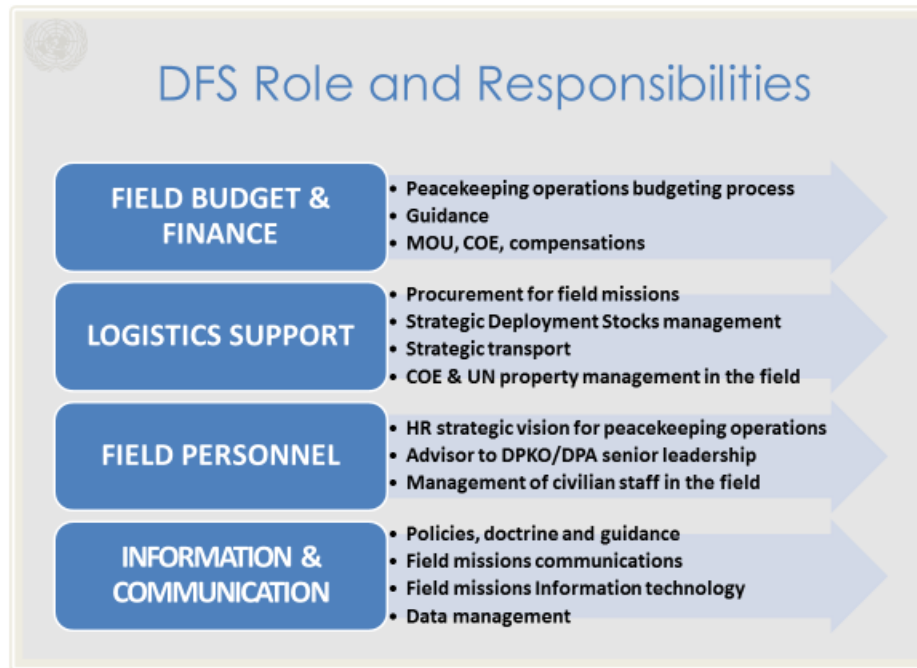 DFS Role and Responsibilities
FIELD BUDGET &
FINANCE
• Peacekeeping operations budgeting process
• Guidance
• MOU, COE, compensations
LOGISTICS SUPPORT
• Procurement for field missions
• Strategic Deployment Stocks management
• Strategic transport
• COE & UN property management in the field
FIELD PERSONNEL
• HR strategic vision for peacekeeping operations
• Advisor to DPKO/DPA senior leadership
• Management of civilian staff in the field
INFORMATION &
COMMUNICATION
• Policies, doctrine and guidance
• Field missions communications
• Field missions Information technology
• Data management